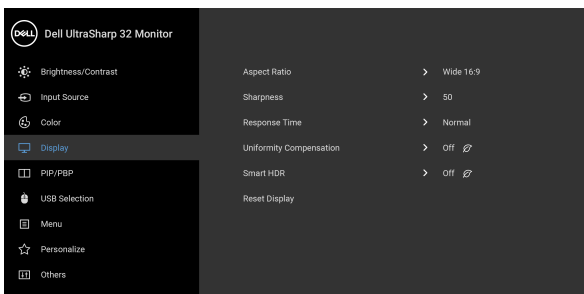 DELL Dell UltraSharp 32 Monitor
Brightness/Contrast
Input Source
Color
Display
PIP/PBP
USB Selection
Menu
Personalize
Others
Aspect Ratio > Wide 16:9
Sharpness > 50
Response Time > Normal
Uniformity Compensation > Off
Smart HDR > Off
Reset Display